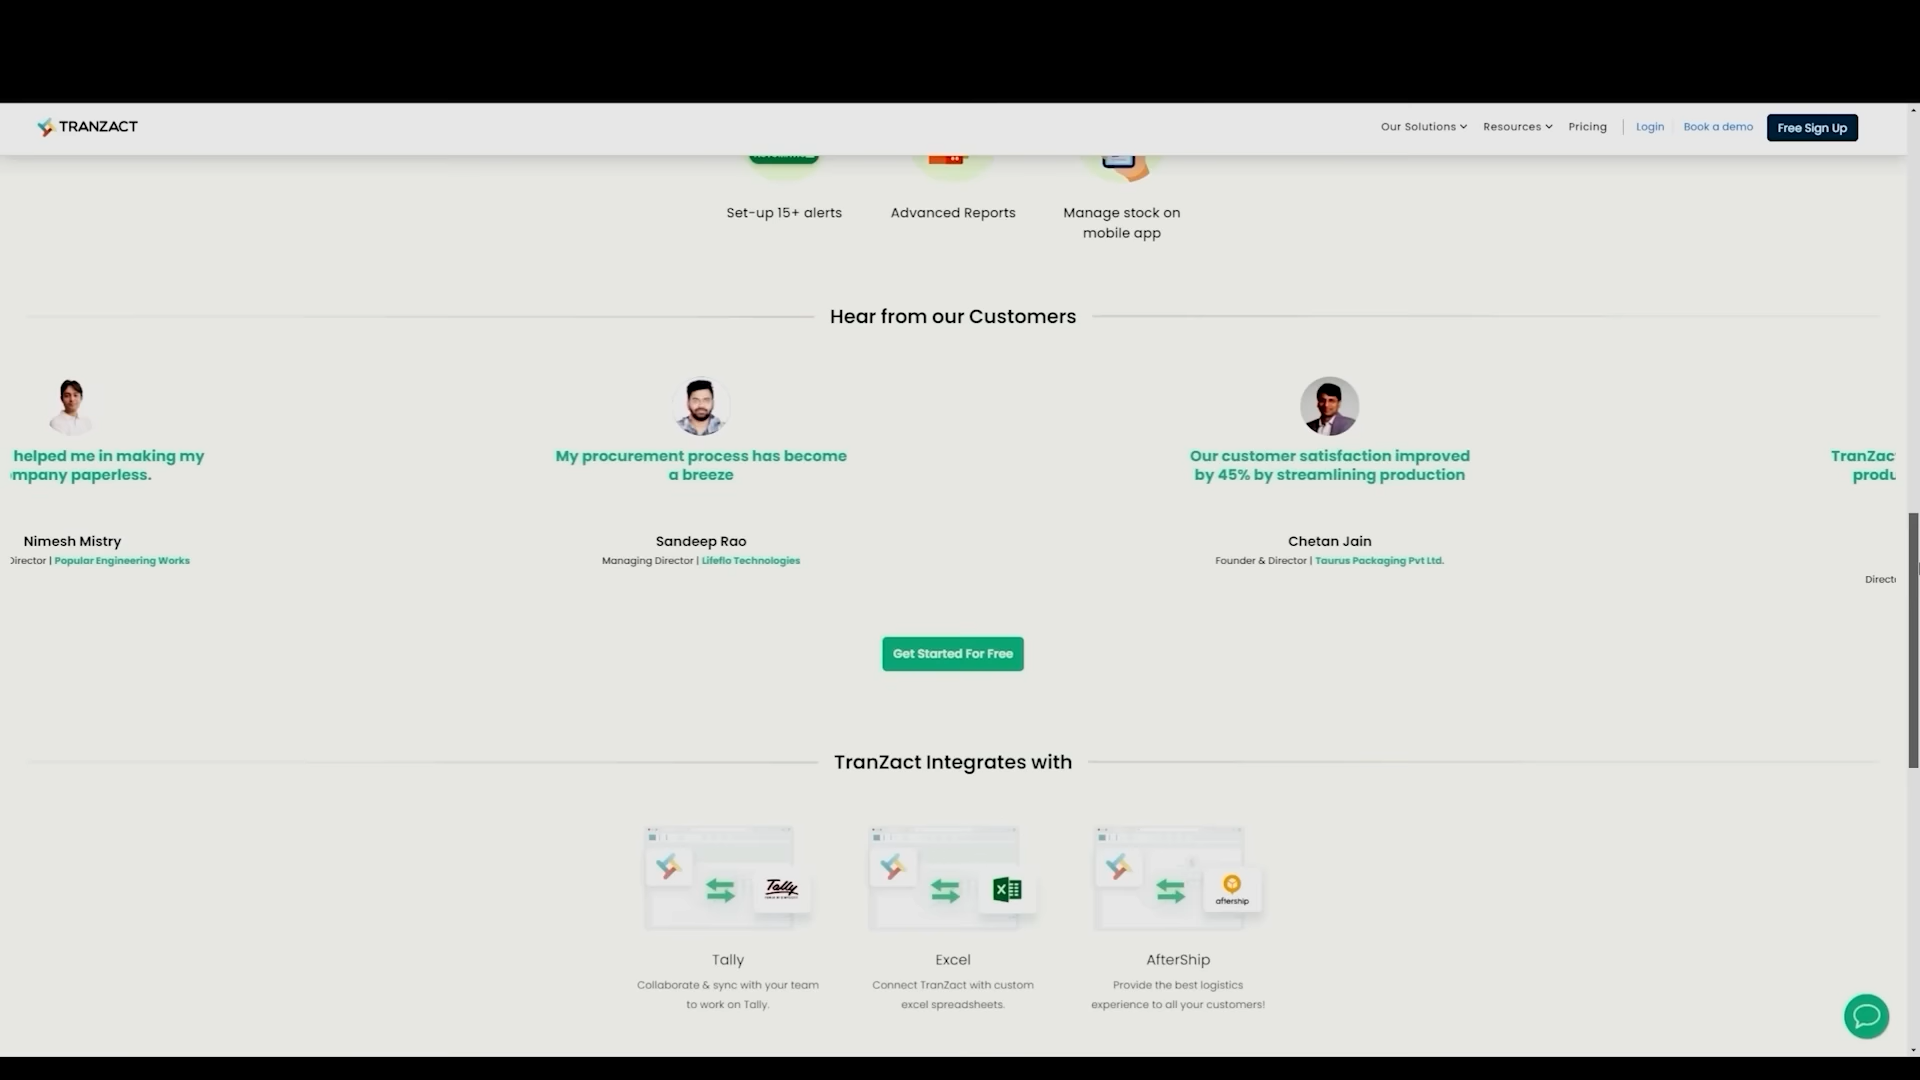 TRANZACT
Our Solutions
Resources
Pricing
Login
Book a demo
Free Sign Up
Set-up 15+ alerts
Advanced Reports
Manage stock on
mobile app
Hear from our Customers
helped me in making my
mpany paperless.
Nimesh Mistry
Director | Popular Engineering Works
My procurement process has become
a breeze
Sandeep Rao
Managing Director | Lifeflo Technologies
Our customer satisfaction improved
by 45% by streamlining production
Chetan Jain
Founder & Director | Taurus Packaging Pvt Ltd.
TranZac
produ
Direct
Get Started For Free
TranZact Integrates with
Tally
aftership
Tally
Collaborate & sync with your team
to work on Tally.
Excel
Connect TranZact with custom
excel spreadsheets.
AfterShip
Provide the best logistics
experience to all your customers!